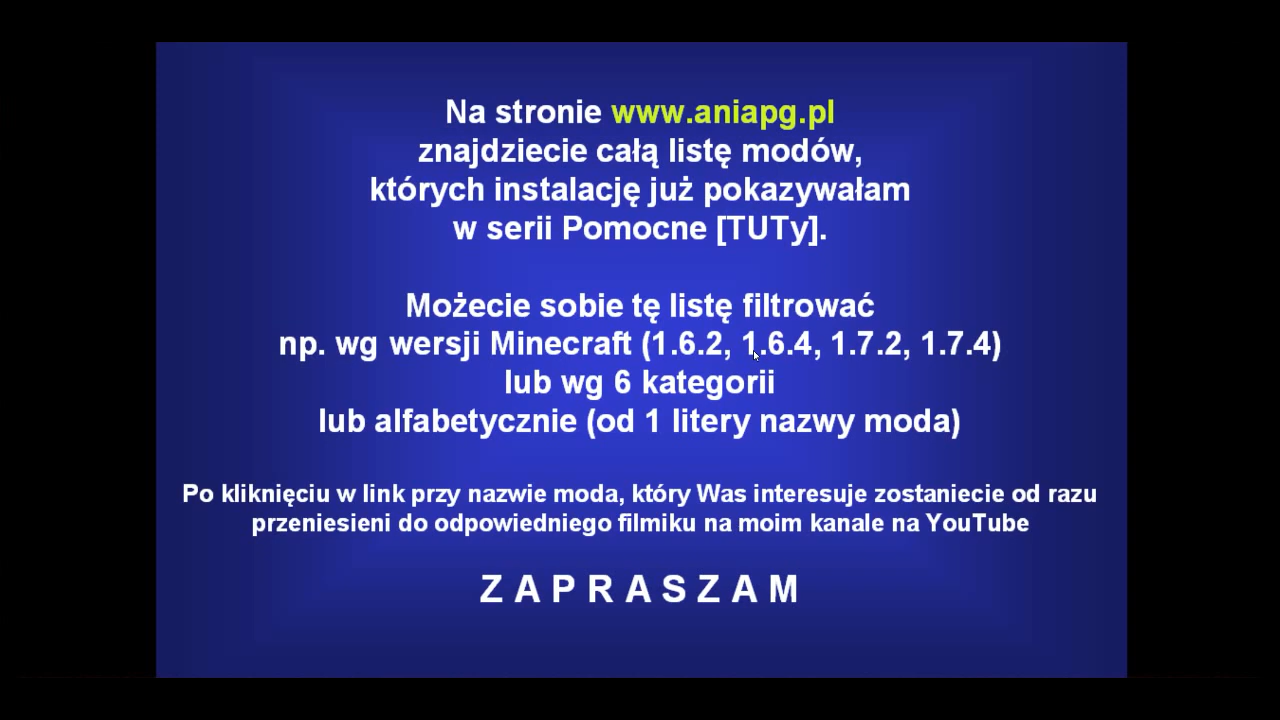 Na stronie www.aniapg.pl
znajdziecie całą listę modów,
których instalację już pokazywałam
w serii Pomocne [TUTy].
Możecie sobie tę listę filtrować
np. wg wersji Minecraft (1.6.2, 1.6.4, 1.7.2, 1.7.4)
lub wg 6 kategorii
lub alfabetycznie (od 1 litery nazwy moda)
Po kliknięciu w link przy nazwie moda, który Was interesuje zostaniecie od razu
przeniesieni do odpowiedniego filmiku na moim kanale na YouTube
Z A P R A S Z A M